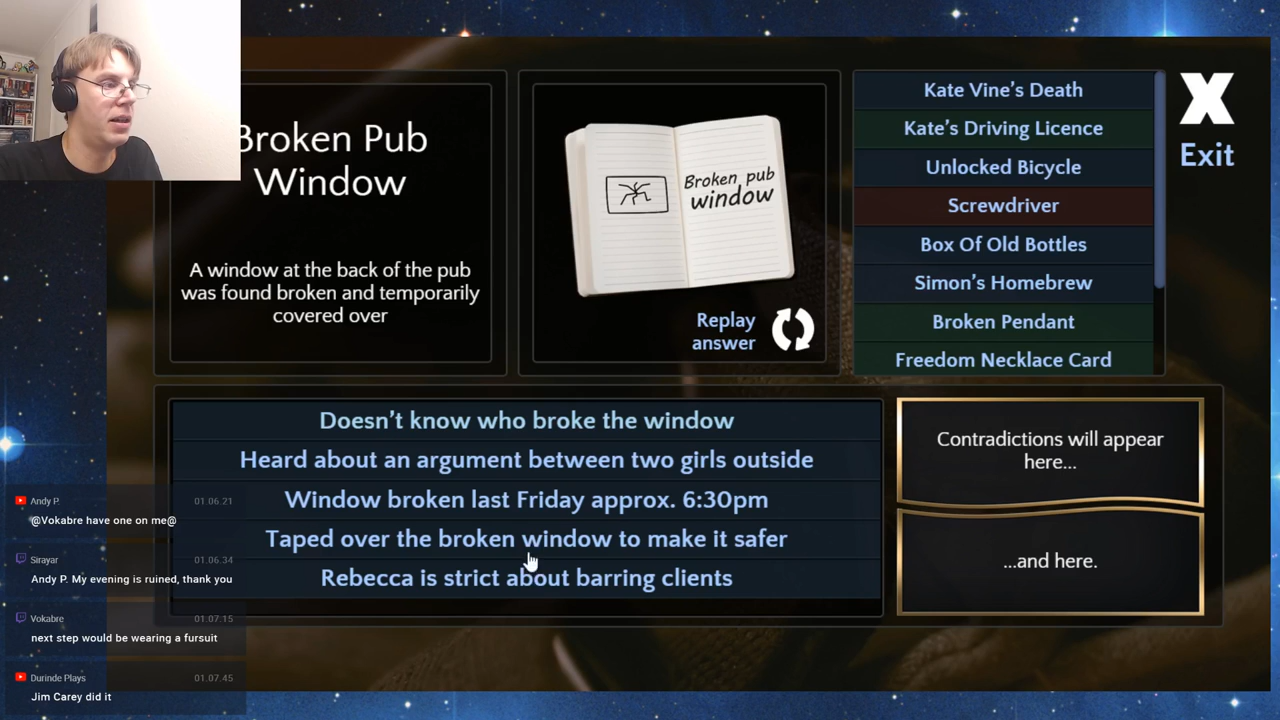 Broken Pub
Window
A window at the back of the pub
was found broken and temporarily
covered over
Broken pub
window
Replay
answer
Kate Vine's Death
Kate's Driving Licence
Unlocked Bicycle
Screwdriver
Box Of Old Bottles
Simon's Homebrew
Broken Pendant
Freedom Necklace Card
X
Exit
Doesn't know who broke the window
Heard about an argument between two girls outside
Window broken last Friday approx. 6:30pm
Taped over the broken window to make it safer
Rebecca is strict about barring clients
Contradictions will appear
here...
...and here.
Andy P. 01.06.21
@Vokabre have one on me@
Sirayar 01.06.34
Andy P. My evening is ruined, thank you
Vokabre 01.07.15
next step would be wearing a fursuit
Durinde Plays 01.07.45
Jim Carey did it